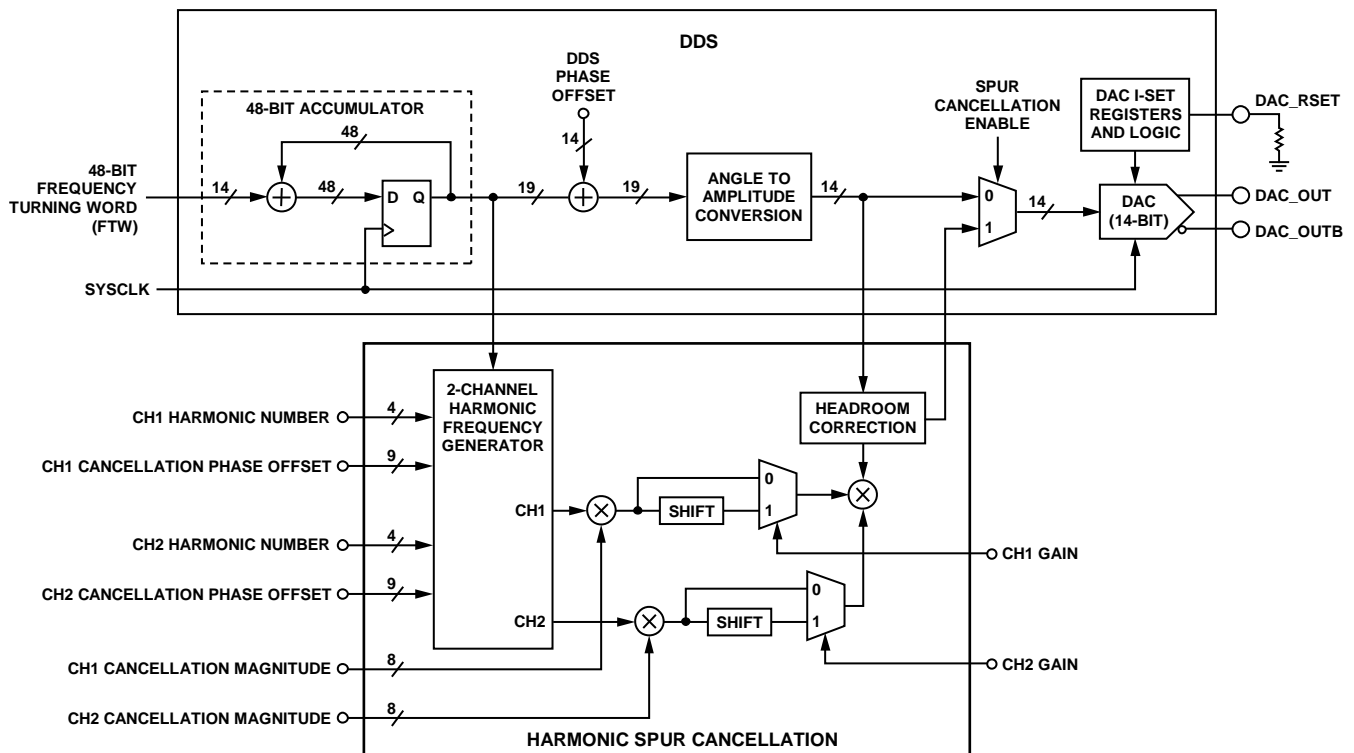 DDS
48-BIT ACCUMULATOR
48
DDS
PHASE
OFFSET
14
SPUR
CANCELLATION
ENABLE
DAC I-SET
REGISTERS
AND LOGIC
DAC_RSET
48-BIT
FREQUENCY
TURNING WORD
(FTW)
14
48
D Q
19
19
ANGLE TO
AMPLITUDE
CONVERSION
14
0
1
14
DAC
(14-BIT)
DAC_OUT
DAC_OUTB
SYSCLK
2-CHANNEL
HARMONIC
FREQUENCY
GENERATOR
HEADROOM
CORRECTION
CH1 HARMONIC NUMBER
4
CH1 CANCELLATION PHASE OFFSET
9
CH1
0
SHIFT
1
CH2 HARMONIC NUMBER
4
CH1 GAIN
CH2 CANCELLATION PHASE OFFSET
9
CH2
0
SHIFT
1
CH1 CANCELLATION MAGNITUDE
8
CH2 GAIN
CH2 CANCELLATION MAGNITUDE
8
HARMONIC SPUR CANCELLATION